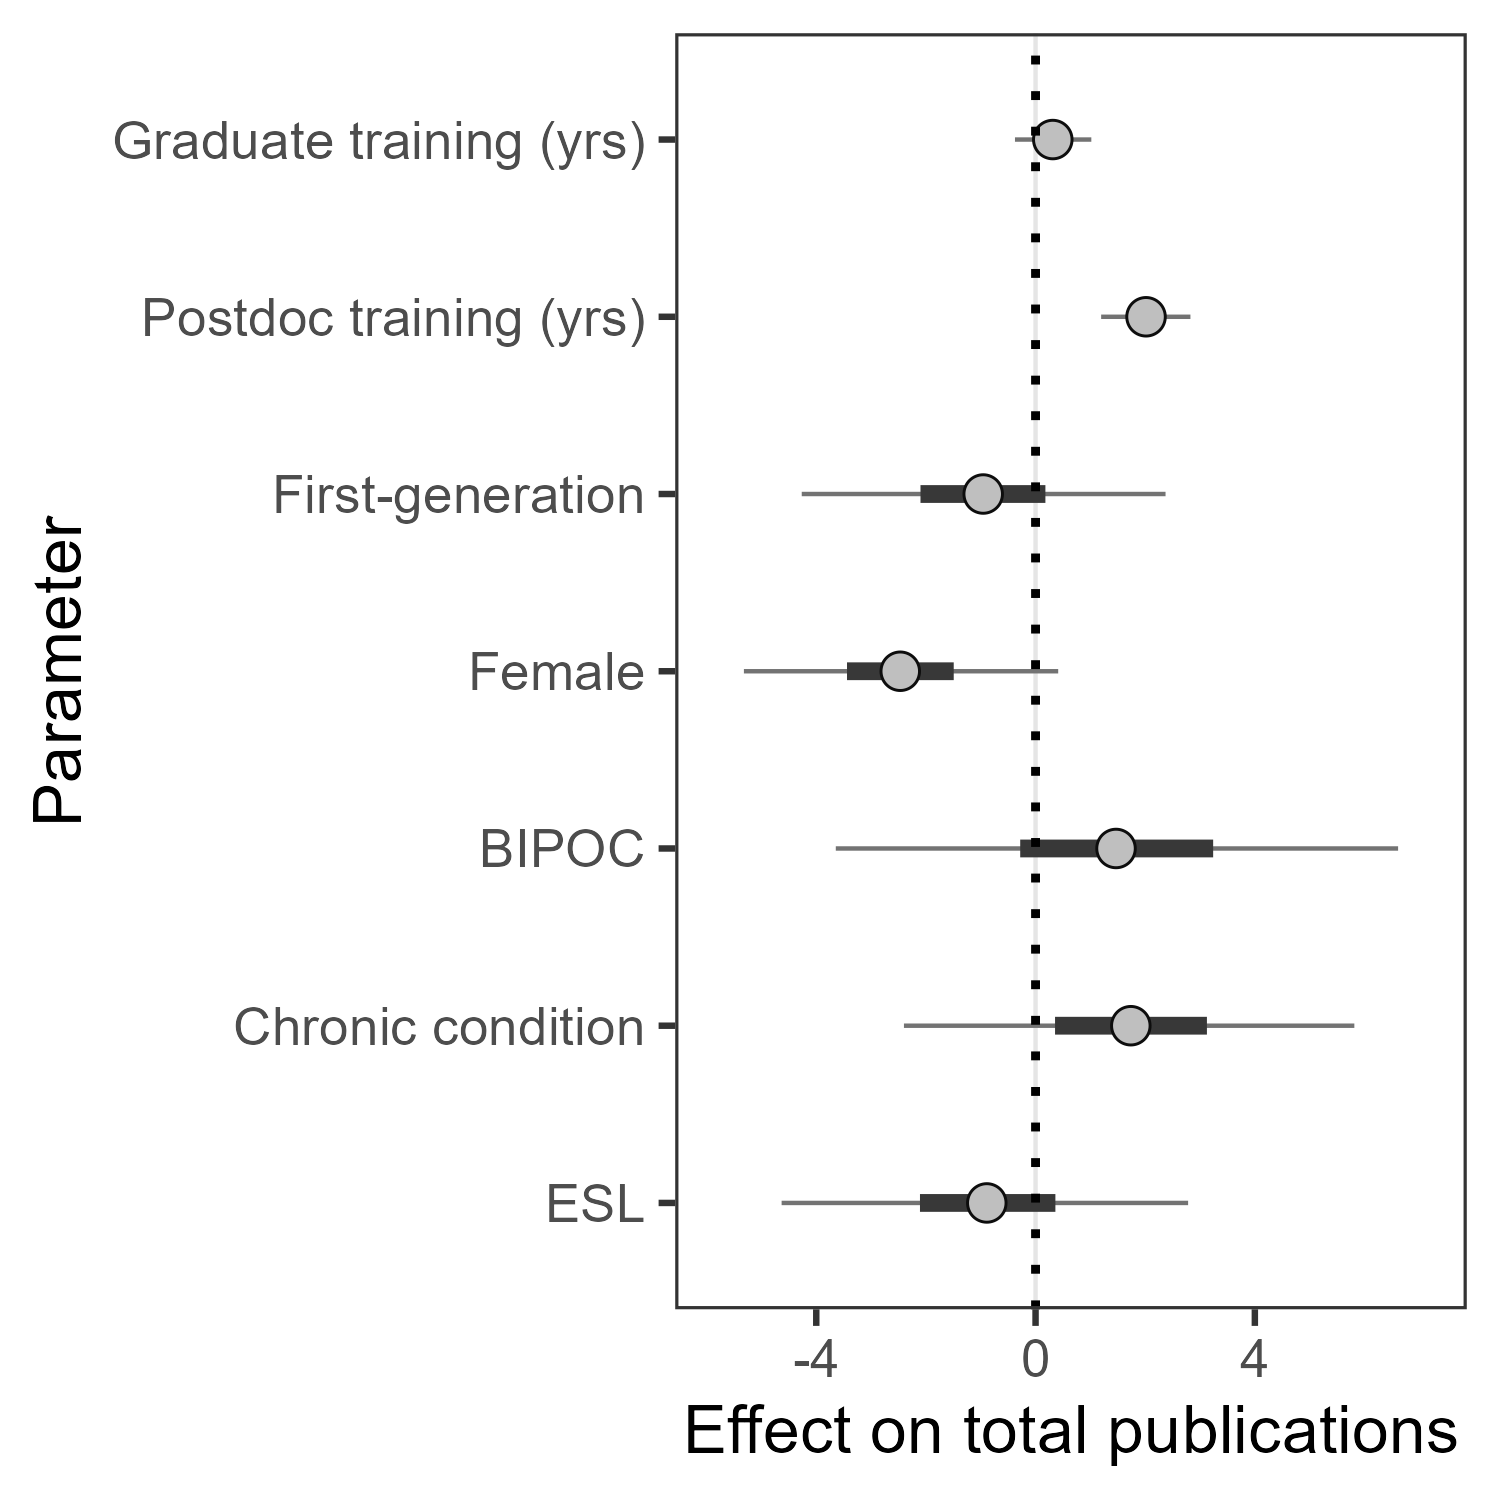 Parameter
Graduate training (yrs)
Postdoc training (yrs)
First-generation
Female
BIPOC
Chronic condition
ESL
-4 0 4
Effect on total publications